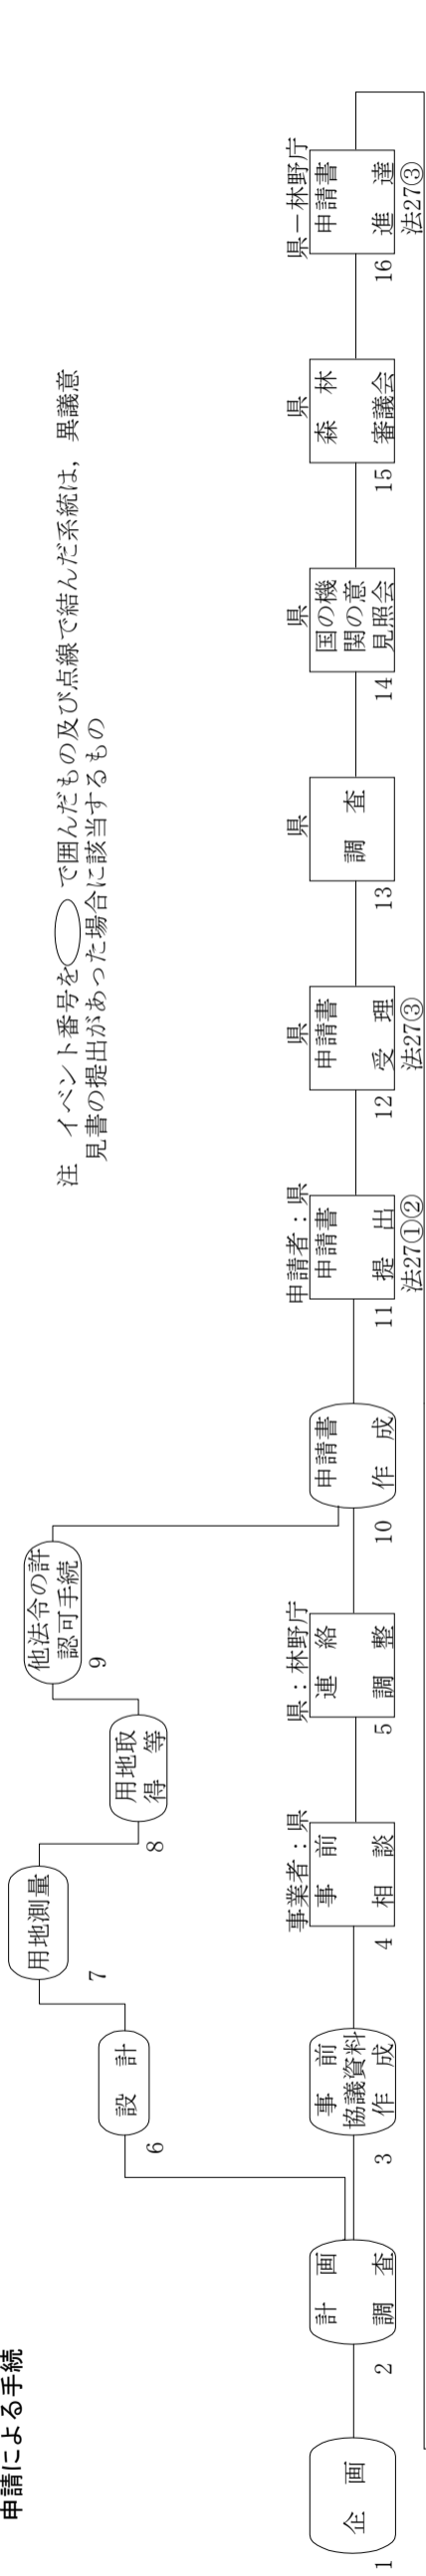 申請による手続
注 イベント番号を で囲んだもの及び点線で結んだ系統は，異議意
見書の提出があった場合に該当するもの
企画
1
計画
調査
2
事前
協議資料
作成
3
事業者：県
事前
相談
4
県：林野庁
連絡
調整
5
設計
6
用地測量
7
用地取
得等
8
他法令の許
認可手続
9
申請書
作成
10
申請者：県
申請書
提出
11
法27①②
県
申請書
受理
12
法27③
県
調査
13
県
国の機
関の意
見照会
14
県
森林
審議会
15
県－林野庁
申請書
進達
16
法27③